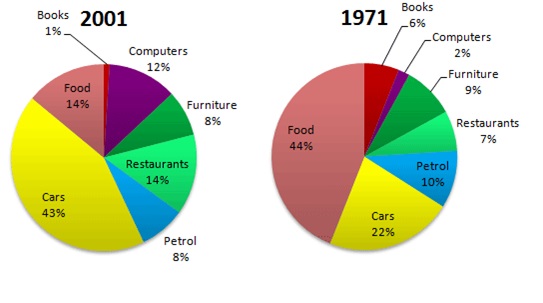 2001
Books
1%
Computers
12%
Furniture
8%
Restaurants
14%
Petrol
8%
Cars
43%
Food
14%
1971
Books
6%
Computers
2%
Furniture
9%
Restaurants
7%
Petrol
10%
Cars
22%
Food
44%